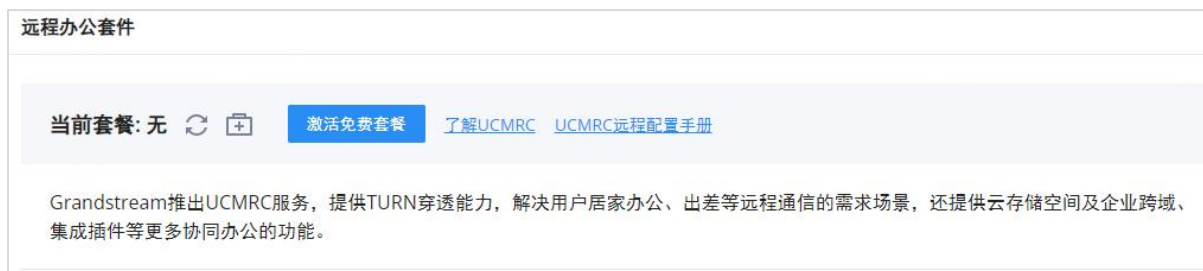 远程办公套件
当前套餐: 无 激活免费套餐 了解UCMRC UCMRC远程配置手册
Grandstream推出UCMRC服务，提供TURN穿透能力，解决用户居家办公、出差等远程通信的需求场景，还提供云存储空间及企业跨域、
集成插件等更多协同办公的功能。